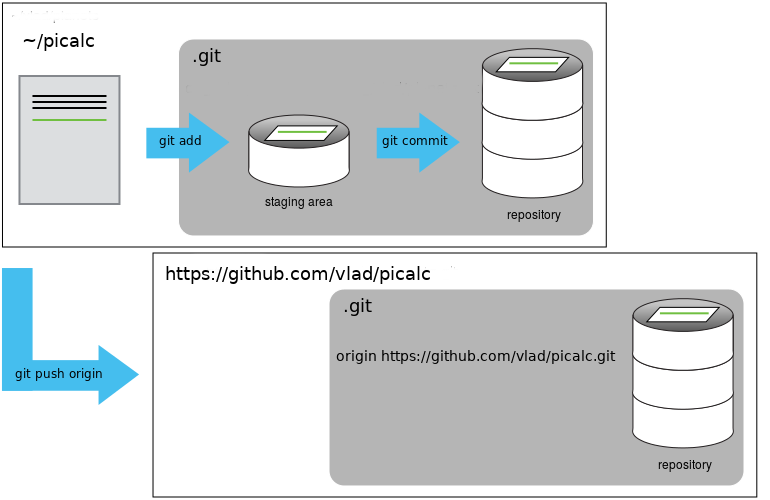 ~/picalc
.git
git add
git commit
staging area
repository
https://github.com/vlad/picalc
.git
origin https://github.com/vlad/picalc.git
git push origin
repository